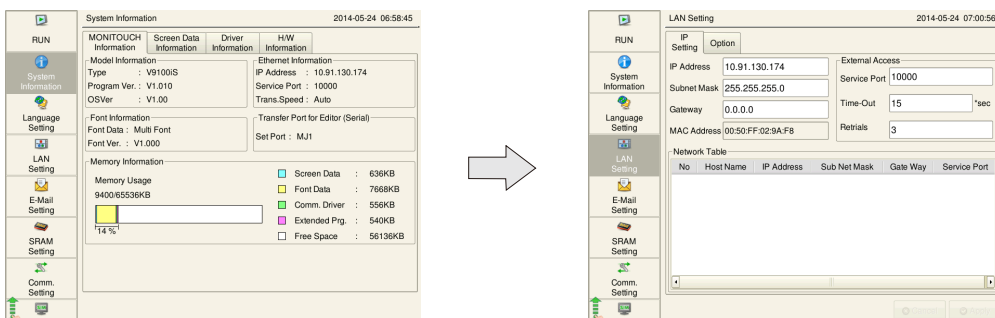 System Information 2014-05-24 06:58:45
RUN
System Information
Language Setting
LAN Setting
E-Mail Setting
SRAM Setting
Comm. Setting
MONITOUCH Information
Screen Data Information
Driver Information
H/W Information
Model Information
Type : V9100iS
Program Ver. : V1.010
OSVer : V1.00
Ethernet Information
IP Address : 10.91.130.174
Service Port : 10000
Trans.Speed : Auto
Font Information
Font Data : Multi Font
Font Ver. : V1.000
Transfer Port for Editor (Serial)
Set Port : MJ1
Memory Information
Memory Usage
9400/65536KB
14 %
Screen Data : 636KB
Font Data : 7668KB
Comm. Driver : 556KB
Extended Prg. : 540KB
Free Space : 56136KB
LAN Setting 2014-05-24 07:00:56
RUN
System Information
Language Setting
LAN Setting
E-Mail Setting
SRAM Setting
Comm. Setting
IP Setting
Option
IP Address 10.91.130.174
Subnet Mask 255.255.255.0
Gateway 0.0.0.0
MAC Address 00:50:FF:02:9A:F8
External Access
Service Port 10000
Time-Out 15 *sec
Retrials 3
Network Table
No Host Name IP Address Sub Net Mask Gate Way Service Port